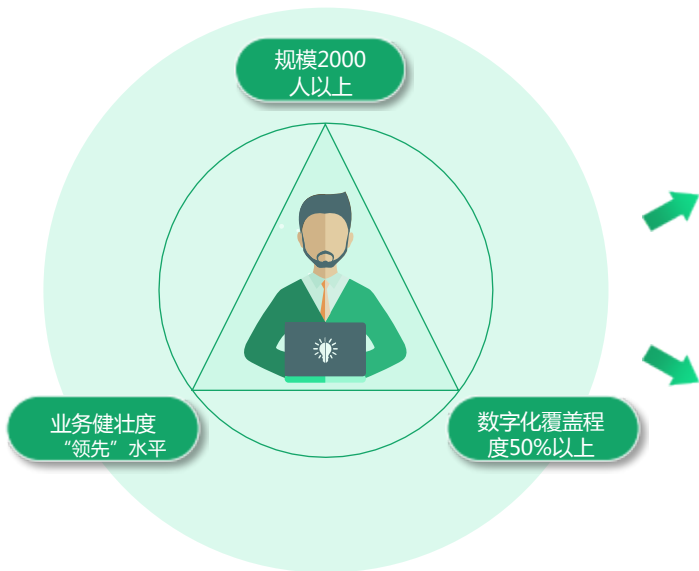 规模2000
人以上
业务健壮度
“领先”水平
数字化覆盖程
度50%以上